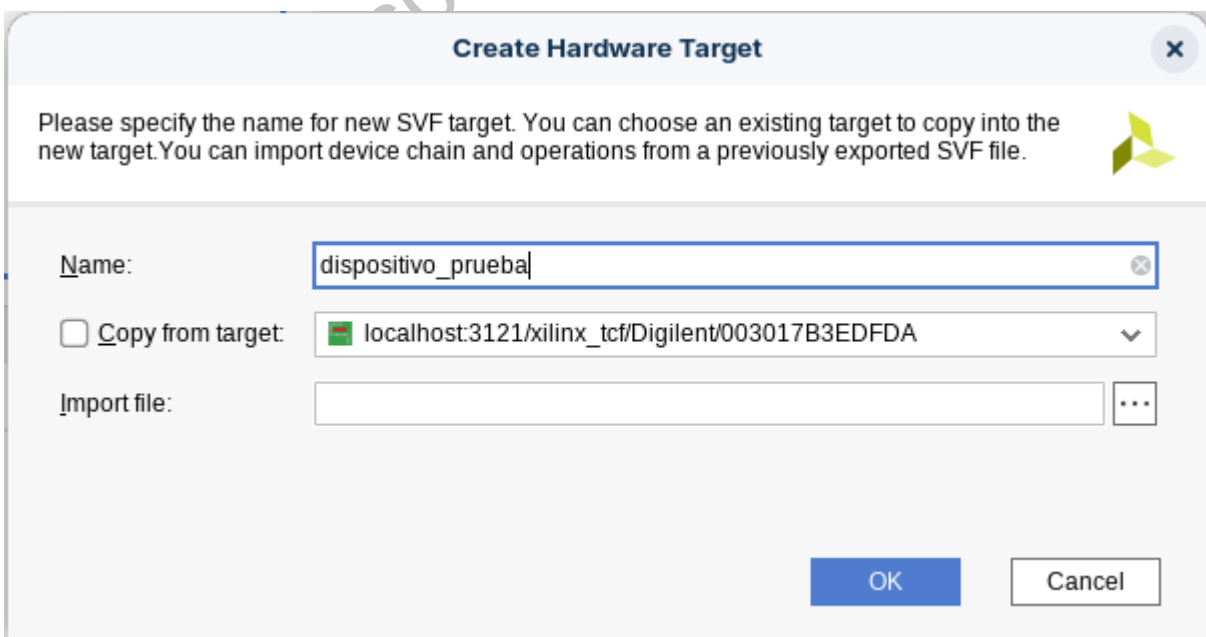 Create Hardware Target
Please specify the name for new SVF target. You can choose an existing target to copy into the
new target.You can import device chain and operations from a previously exported SVF file.
Name: dispositivo_prueba
Copy from target: localhost:3121/xilinx_tcf/Digilent/003017B3EDFDA
Import file:
OK Cancel